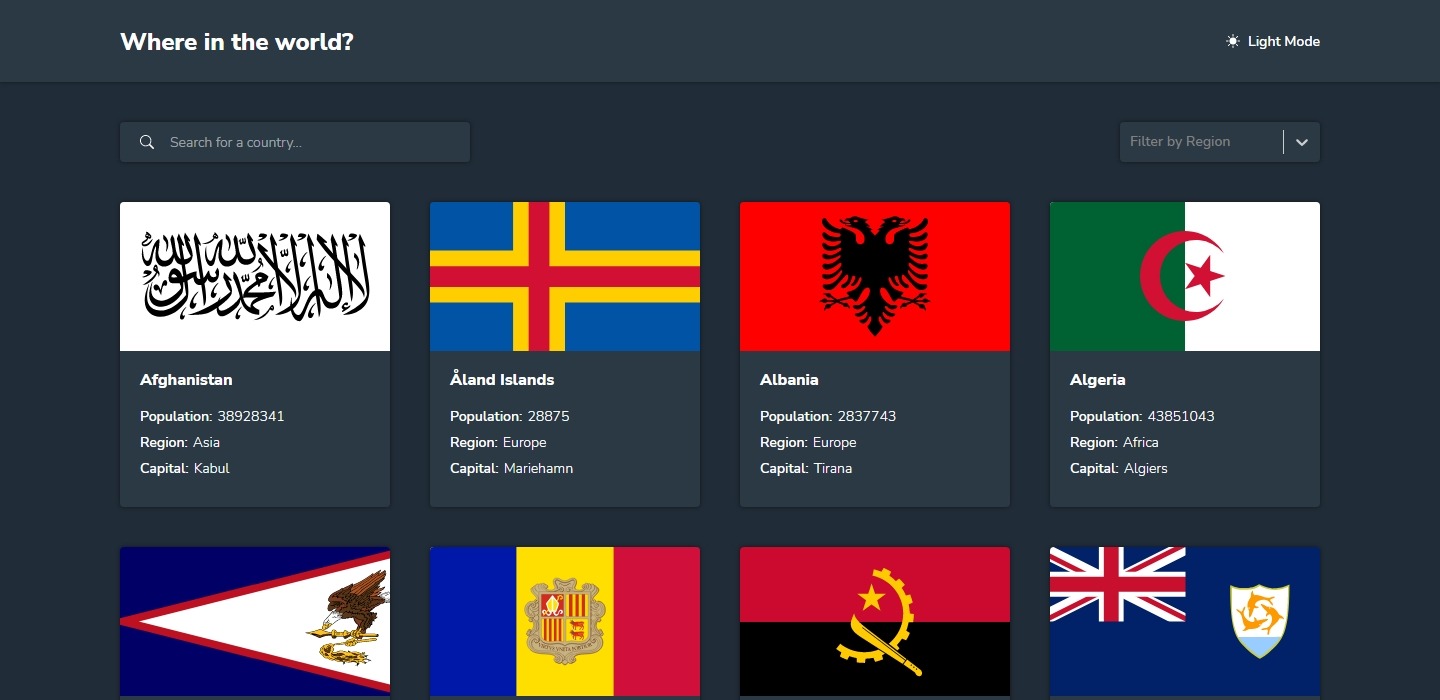 Where in the world?
Light Mode
Search for a country...
Filter by Region
لا إله إلا الله محمد رسول الله
Afghanistan
Population: 38928341
Region: Asia
Capital: Kabul
Åland Islands
Population: 28875
Region: Europe
Capital: Mariehamn
Albania
Population: 2837743
Region: Europe
Capital: Tirana
Algeria
Population: 43851043
Region: Africa
Capital: Algiers